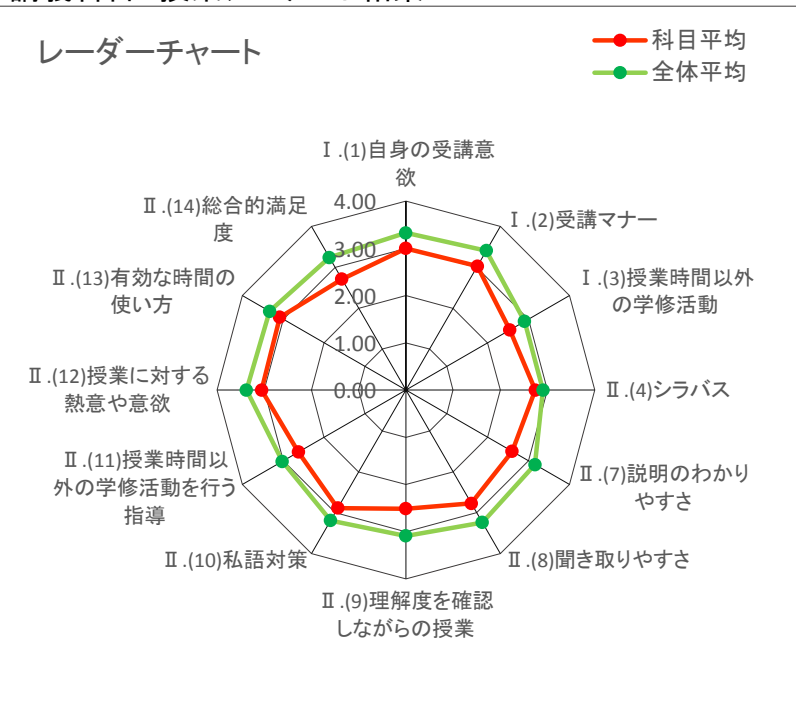 レーダーチャート
科目平均
全体平均
Ⅰ.(1)自身の受講意
欲
Ⅰ.(2)受講マナー
Ⅰ.(3)授業時間以外
の学修活動
Ⅱ.(4)シラバス
Ⅱ.(7)説明のわかり
やすさ
Ⅱ.(8)聞き取りやすさ
Ⅱ.(9)理解度を確認
しながらの授業
Ⅱ.(10)私語対策
Ⅱ.(11)授業時間以
外の学修活動を行う
指導
Ⅱ.(12)授業に対する
熱意や意欲
Ⅱ.(13)有効な時間の
使い方
Ⅱ.(14)総合的満足
度
4.00
3.00
2.00
1.00
0.00